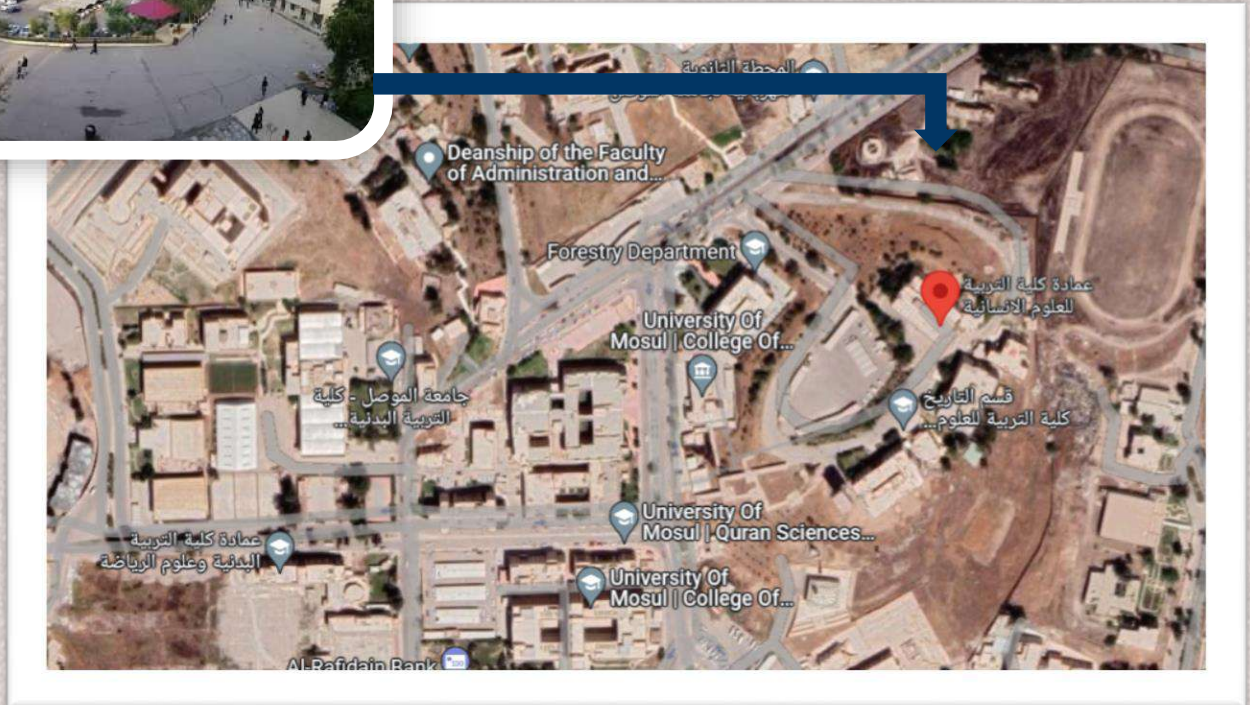 المحطة الثانوية
Deanship of the Faculty
of Administration and...
Forestry Department
عمادة كلية التربية
للعلوم الانسانية
University Of
Mosul | College Of...
جامعة الموصل - كلية
التربية البدنية...
قسم التاريخ
كلية التربية للعلوم...
University Of
Mosul | Quran Sciences...
عمادة كلية التربية
البدنية وعلوم الرياضة
University Of
Mosul | College Of...
Al-Rafidain Bank